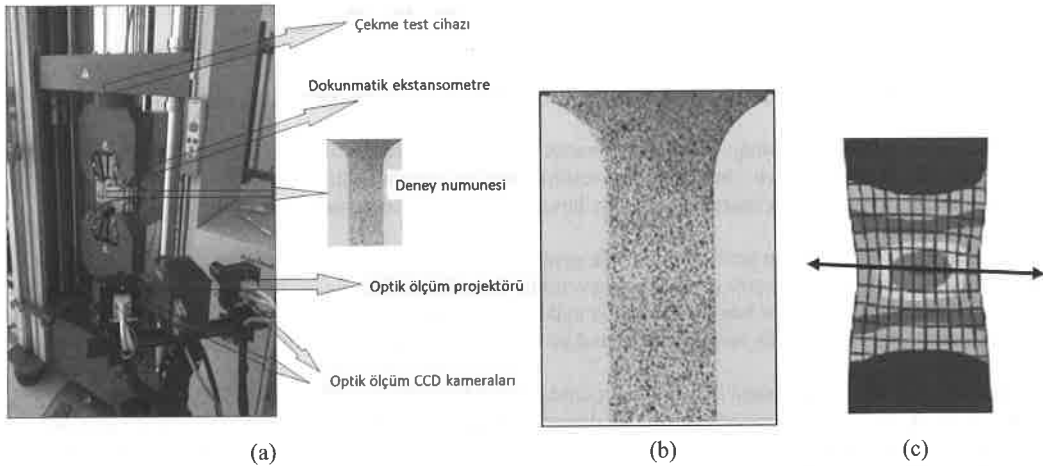 Çekme test cihazı
Dokunmatik ekstansometre
Deney numunesi
Optik ölçüm projektörü
Optik ölçüm CCD kameraları
(a)
(b)
(c)